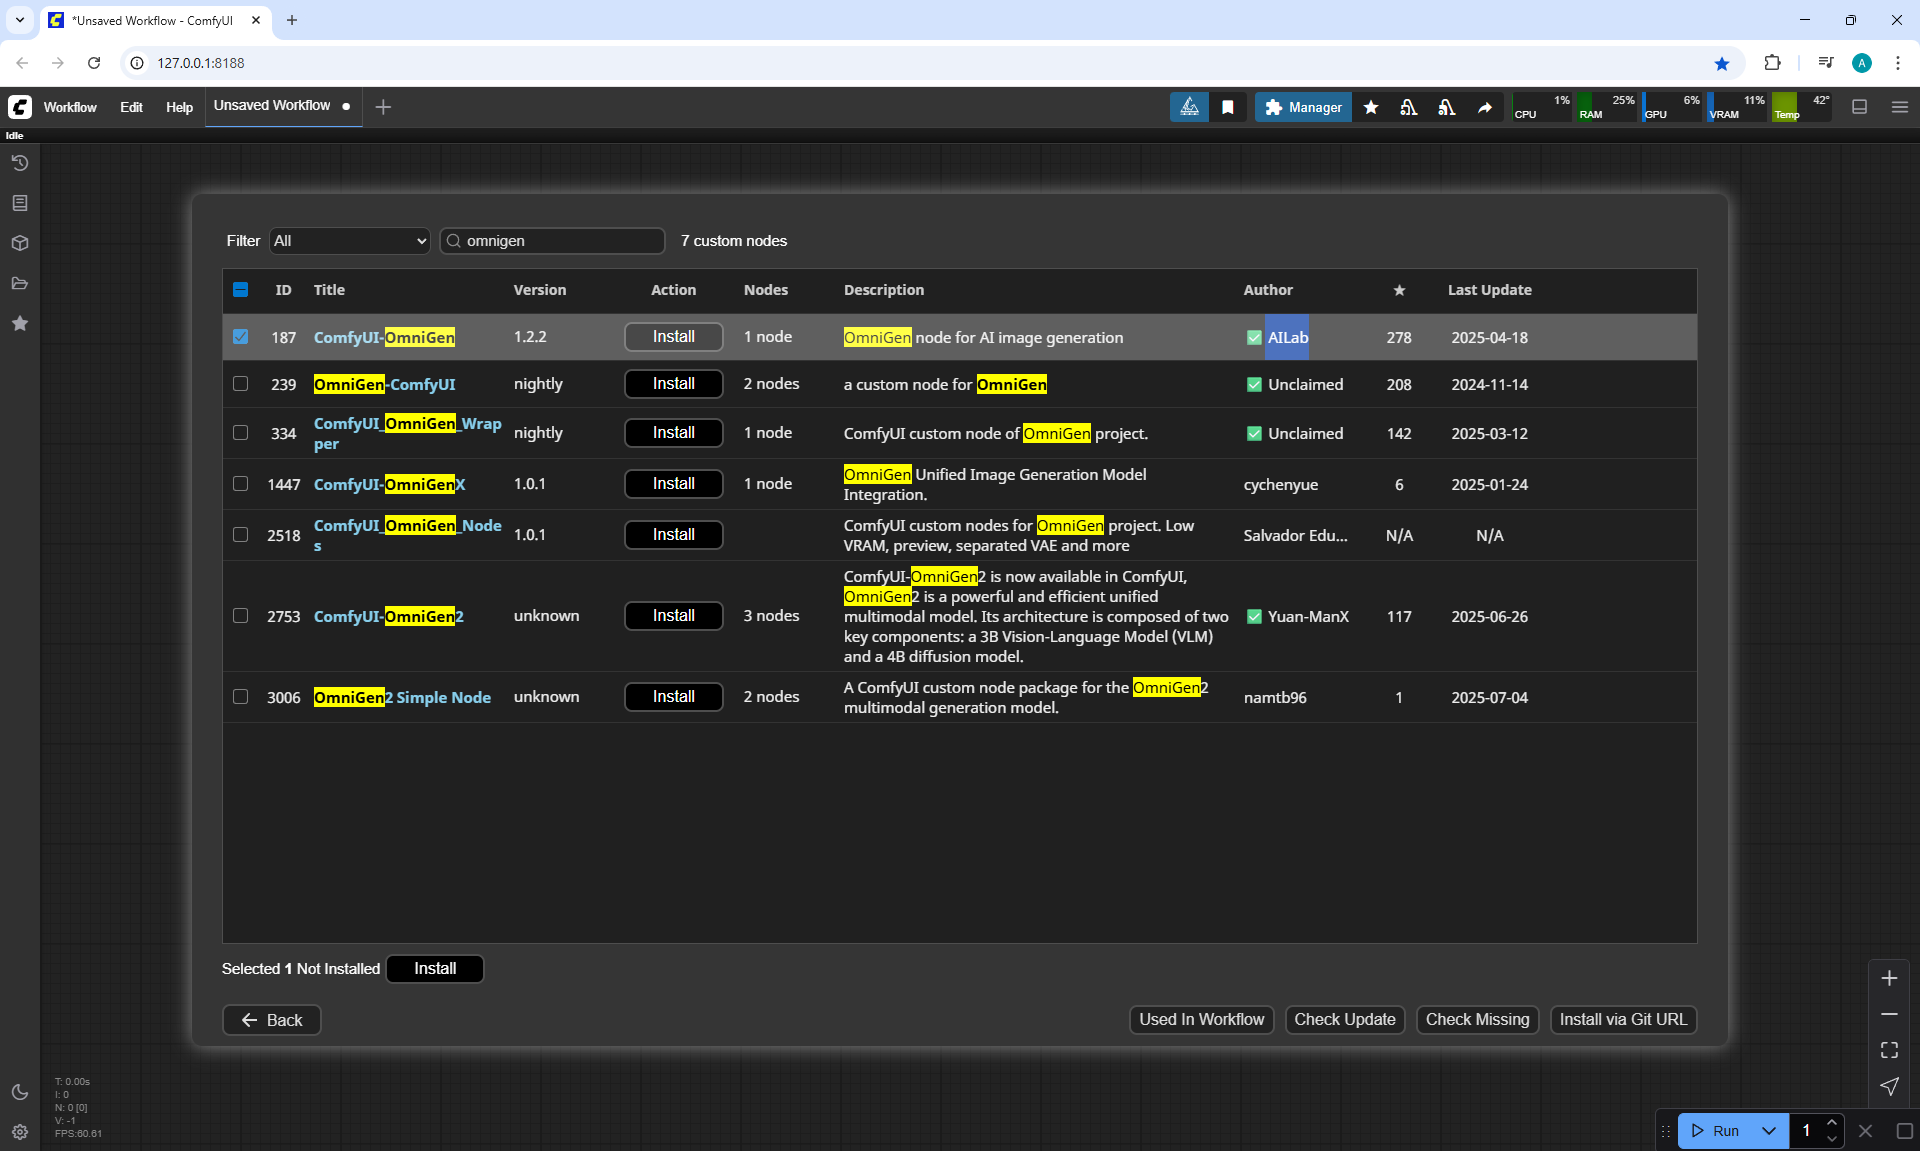 *Unsaved Workflow - ComfyUI
127.0.0.1:8188
A
Workflow Edit Help Unsaved Workflow
Manager
CPU 1% RAM 25% GPU 6% VRAM 11% Temp 42°
Idle
Filter All omnigen 7 custom nodes
ID Title Version Action Nodes Description Author ★ Last Update
187 ComfyUI-OmniGen 1.2.2 Install 1 node OmniGen node for AI image generation ✅ AILab 278 2025-04-18
239 OmniGen-ComfyUI nightly Install 2 nodes a custom node for OmniGen ✅ Unclaimed 208 2024-11-14
334 ComfyUI_OmniGen_Wrap
per nightly Install 1 node ComfyUI custom node of OmniGen project. ✅ Unclaimed 142 2025-03-12
1447 ComfyUI-OmniGenX 1.0.1 Install 1 node OmniGen Unified Image Generation Model
Integration. cychenyue 6 2025-01-24
2518 ComfyUI_OmniGen_Node
s 1.0.1 Install ComfyUI custom nodes for OmniGen project. Low
VRAM, preview, separated VAE and more Salvador Edu... N/A N/A
2753 ComfyUI-OmniGen2 unknown Install 3 nodes ComfyUI-OmniGen2 is now available in ComfyUI,
OmniGen2 is a powerful and efficient unified
multimodal model. Its architecture is composed of two
key components: a 3B Vision-Language Model (VLM)
and a 4B diffusion model. ✅ Yuan-ManX 117 2025-06-26
3006 OmniGen2 Simple Node unknown Install 2 nodes A ComfyUI custom node package for the OmniGen2
multimodal generation model. namtb96 1 2025-07-04
Selected 1 Not Installed Install
Back Used In Workflow Check Update Check Missing Install via Git URL
T: 0.00s
I: 0
N: 0 [0]
V: -1
FPS:60.61
Run 1